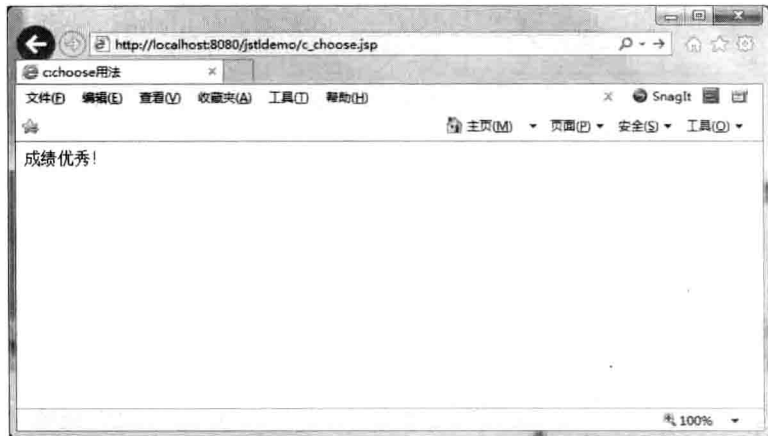 http://localhost:8080/jstldemo/c_choose.jsp
c:choose用法
文件(F) 编辑(E) 查看(V) 收藏夹(A) 工具(T) 帮助(H)
SnagIt
主页(M) 页面(P) 安全(S) 工具(O)
成绩优秀!
100%